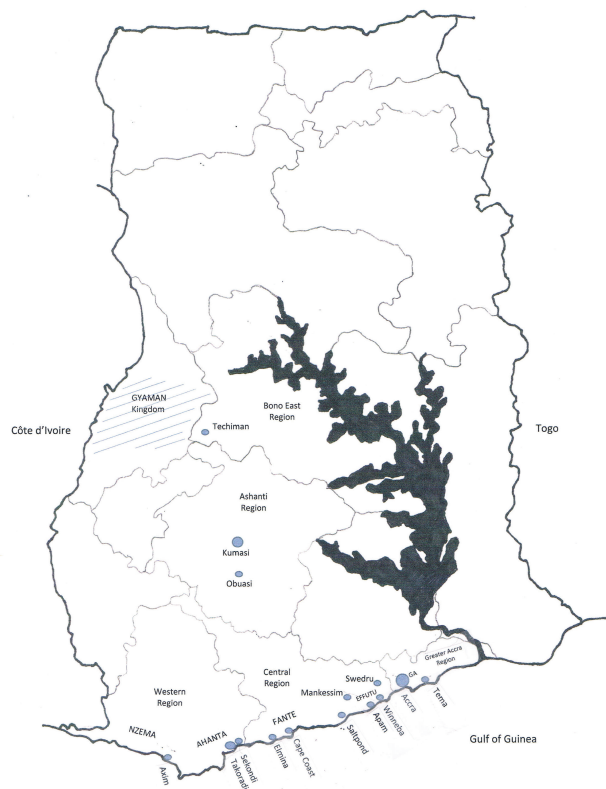 GYAMAN
Kingdom
Côte d'Ivoire
Techiman
Bono East
Region
Togo
Ashanti
Region
Kumasi
Obuasi
Greater Accra
Region
GA
Swedru
Central
Region
Mankessim
EFFUTU
Western
Region
Tema
Accra
Winneba
Apam
Saltpond
FANTE
Cape Coast
Elmina
AHANTA
Sekondi
Takoradi
NZEMA
Axim
Gulf of Guinea